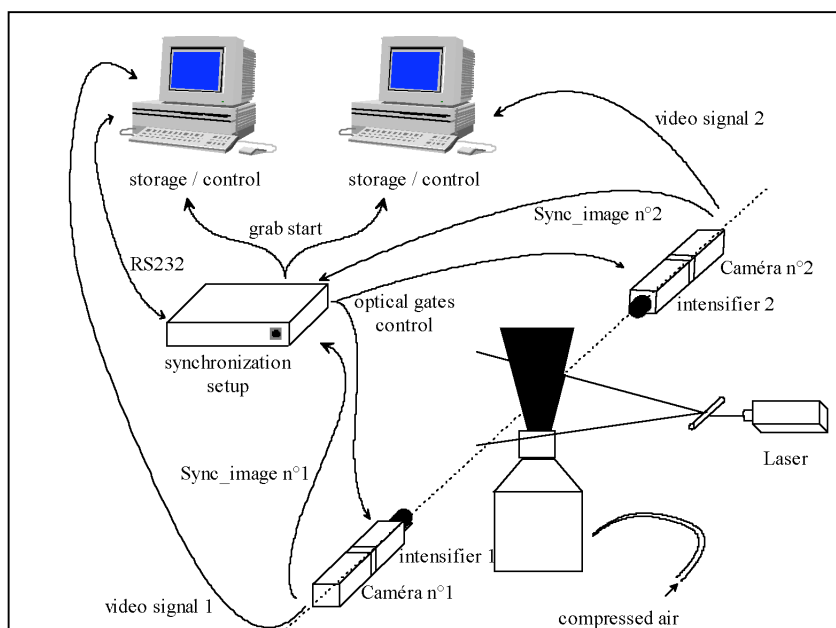 video signal 2
storage / control
storage / control
grab start
Sync_image n°2
RS232
Caméra n°2
optical gates
control
intensifier 2
synchronization
setup
Laser
Sync_image n°1
intensifier 1
Caméra n°1
video signal 1
compressed air